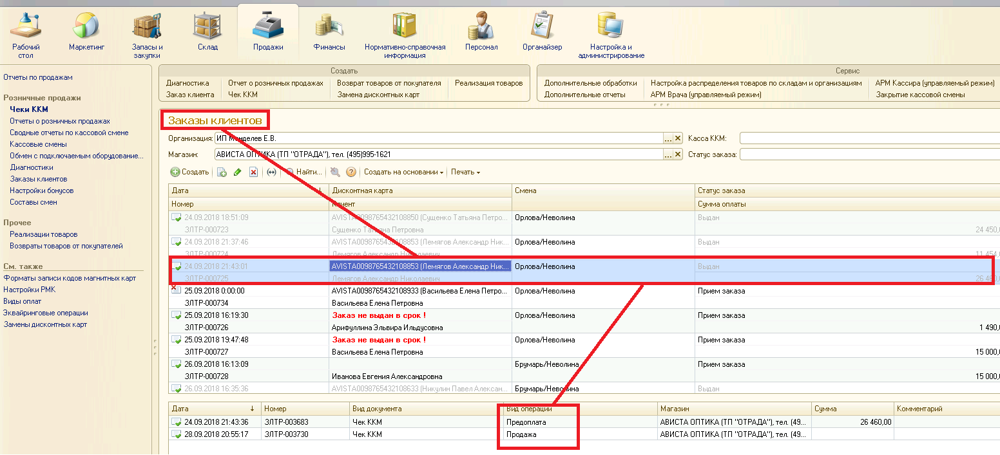 Рабочий стол
Маркетинг
Запасы и закупки
Склад
Продажи
Финансы
Нормативно-справочная информация
Персонал
Органайзер
Настройка и администрирование
Отчеты по продажам
Розничные продажи
Чеки ККМ
Отчеты о розничных продажах
Сводные отчеты по кассовой смене
Кассовые смены
Обмен с подключаемым оборудование...
Диагностики
Заказы клиентов
Настройки бонусов
Составы смен
Прочее
Реализации товаров
Возвраты товаров от покупателей
См. также
Форматы записи кодов магнитных карт
Настройки РМК
Виды оплат
Эквайринговые операции
Замены дисконтных карт
Создать
Диагностика Отчет о розничных продажах Возврат товаров от покупателя Реализация товаров
Заказ клиента Чек ККМ Замена дисконтных карт
Сервис
Дополнительные обработки Настройка распределения товаров по складам и организациям АРМ Кассира (управляемый режим)
Дополнительные отчеты АРМ Врача (управляемый режим) Закрытие кассовой смены
Заказы клиентов
Организация: ИП Менделев Е.В. ... Касса ККМ:
Магазин: АВИСТА ОПТИКА (ТП "ОТРАДА"), тел. (495)995-1621 ... Статус заказа:
Создать Найти... Создать на основании Печать
Дата Дисконтная карта Смена Статус заказа
Номер Клиент Сумма оплаты
24.09.2018 18:51:09 AVISTA0098765432108850 (Сущенко Татьяна Петро... Орлова/Неволина Выдан
ЗЛТР-000723 Сущенко Татьяна Петровна 24 450,
24.09.2018 21:37:46 AVISTA0098765432108853 (Лемягов Александр Ник... Орлова/Неволина Выдан
ЗЛТР-000724 Лемягов Александр Николаевич 11 454,
24.09.2018 21:43:01 AVISTA0098765432108853 (Лемягов Александр Ник... Орлова/Неволина Выдан
ЗЛТР-000725 Лемягов Александр Николаевич 26 460,
25.09.2018 0:00:00 AVISTA0098765432108933 (Васильева Елена Петро... Орлова/Неволина Прием заказа
ЗЛТР-000734 Васильева Елена Петровна
25.09.2018 16:19:30 Заказ не выдан в срок ! Орлова/Неволина Прием заказа
ЗЛТР-000726 Арифуллина Эльвира Ильдусовна 1 490,
25.09.2018 19:47:48 Заказ не выдан в срок ! Орлова/Неволина Прием заказа
ЗЛТР-000727 Васильева Елена Петровна 15 000,
26.09.2018 16:13:09 Брумарь/Неволина Прием заказа
ЗЛТР-000728 Иванова Евгения Александровна 15 000,
26.09.2018 16:35:36 AVISTA0098765432108633 (Никулин Павел Алексан... Брумарь/Неволина Выдан
Дата Номер Вид документа Вид операции Магазин Сумма Комментарий
24.09.2018 21:43:36 ЗЛТР-003683 Чек ККМ Предоплата АВИСТА ОПТИКА (ТП "ОТРАДА"), тел. (49... 26 460,00
28.09.2018 20:55:17 ЗЛТР-003730 Чек ККМ Продажа АВИСТА ОПТИКА (ТП "ОТРАДА"), тел. (49...